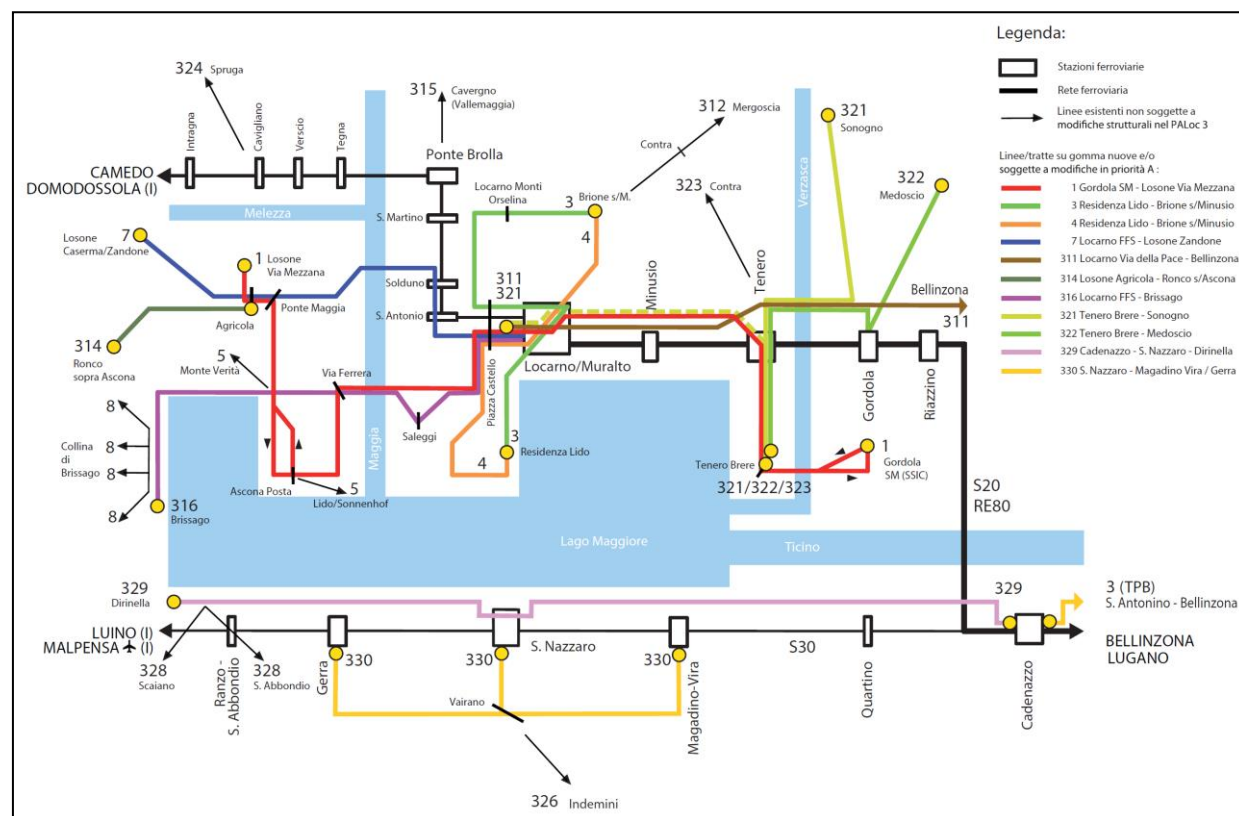 Legenda:
Stazioni ferroviarie
Rete ferroviaria
Linee esistenti non soggette a
modifiche strutturali nel PALoc 3
Linee/tratte su gomma nuove e/o
soggette a modifiche in priorità A :
1 Gordola SM - Losone Via Mezzana
3 Residenza Lido - Brione s/Minusio
4 Residenza Lido - Brione s/Minusio
7 Locarno FFS - Losone Zandone
311 Locarno Via della Pace - Bellinzona
314 Losone Agricola - Ronco s/Ascona
316 Locarno FFS - Brissago
321 Tenero Brere - Sonogno
322 Tenero Brere - Medoscio
329 Cadenazzo - S. Nazzaro - Dirinella
330 S. Nazzaro - Magadino Vira / Gerra
324 Spruga
315 Cavergno
(Vallemaggia)
312 Mergoscia
Contra
321
Sonogno
323 Contra
322
Medoscio
Intragna
Cavigliano
Verscio
Tegna
Ponte Brolla
CAMEDO
DOMODOSSOLA (I)
Melezza
S. Martino
Locarno Monti
Orselina
3
Brione s/M.
4
Verzasca
Losone
Caserma/Zandone
7
1
Losone
Via Mezzana
Ponte Maggia
Solduno
S. Antonio
311
321
Minusio
Tenero
Bellinzona
311
Agricola
314
Ronco
sopra Ascona
5
Monte Verità
Via Ferrera
Piazza Castello
Locarno/Muralto
Gordola
Riazzino
8
8
8
8
Collina
di
Brissago
Maggia
Saleggi
3
Residenza Lido
4
1
Gordola
SM (SSIC)
Tenero Brere
321/322/323
Ascona Posta
5
Lido/Sonnenhof
316
Brissago
S20
RE80
Lago Maggiore
Ticino
329
Dirinella
329
3 (TPB)
S. Antonino - Bellinzona
LUINO (I)
MALPENSA (I)
S. Nazzaro
S30
BELLINZONA
LUGANO
328
Scaiano
328
S. Abbondio
Ranzo -
S. Abbondio
Gerra
330
330
330
Magadino-Vira
Quartino
Cadenazzo
Vairano
326 Indemini